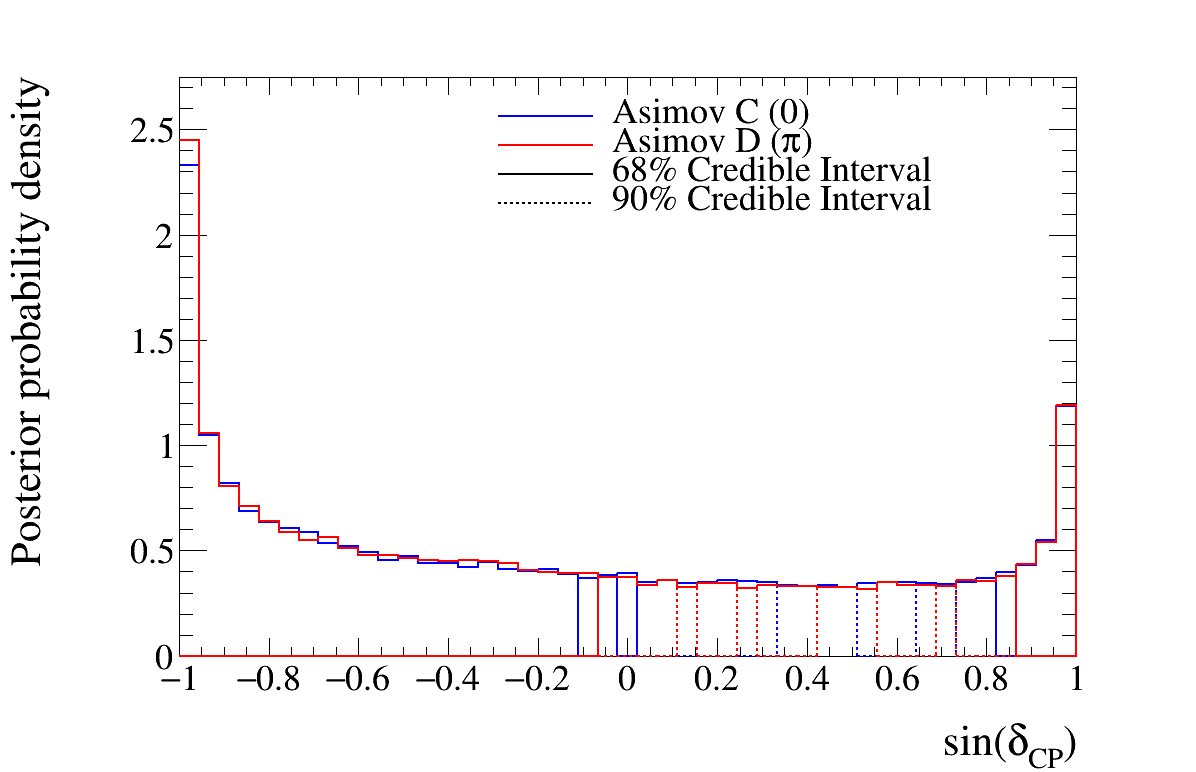 Posterior probability density
2.5
2
1.5
1
0.5
0
Asimov C (0)
Asimov D (π)
68% Credible Interval
90% Credible Interval
−1 −0.8 −0.6 −0.4 −0.2 0 0.2 0.4 0.6 0.8 1
sin(δCP)